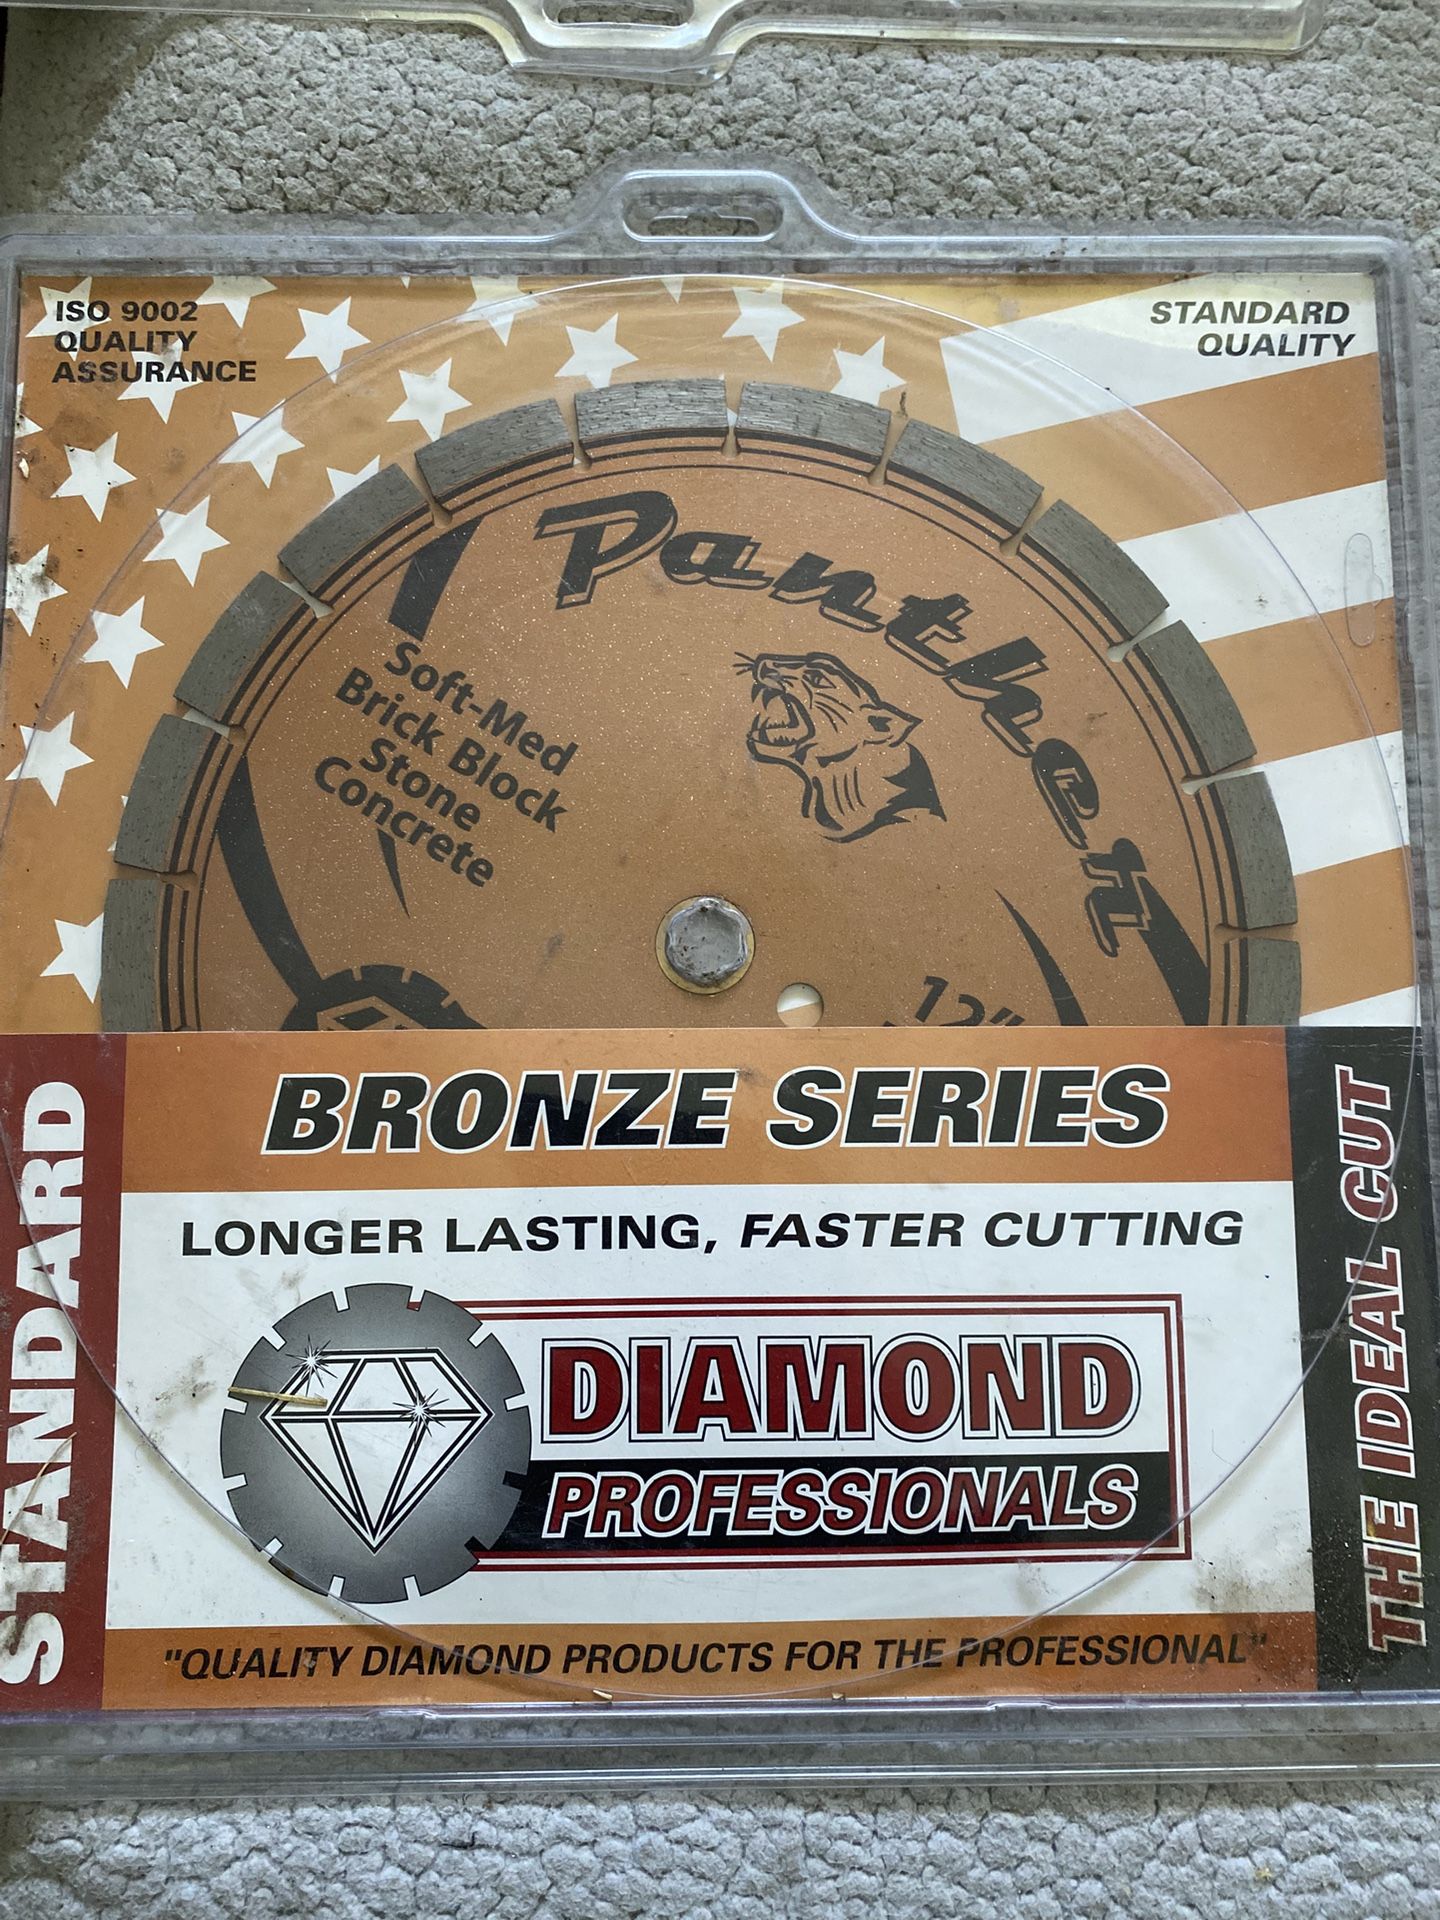 ISO 9002
QUALITY
ASSURANCE
STANDARD
QUALITY
Panther
Soft-Med
Brick Block
Stone
Concrete
12"
BRONZE SERIES
LONGER LASTING, FASTER CUTTING
DIAMOND
PROFESSIONALS
"QUALITY DIAMOND PRODUCTS FOR THE PROFESSIONAL"
STANDARD
THE IDEAL CUT